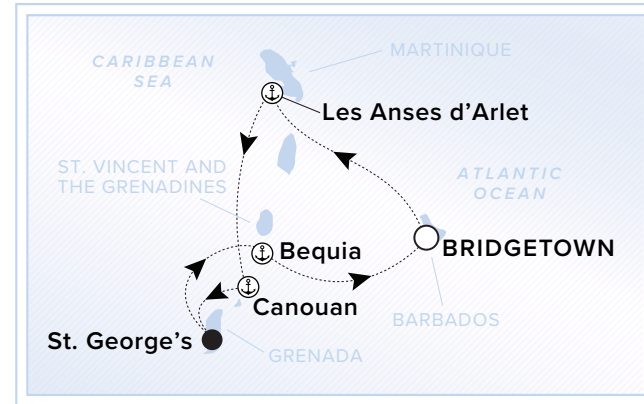 MARTINIQUE
CARIBBEAN
SEA
Les Anses d’Arlet
ST. VINCENT AND
THE GRENADINES
ATLANTIC
OCEAN
Bequia
BRIDGETOWN
Canouan
BARBADOS
St. George’s
GRENADA